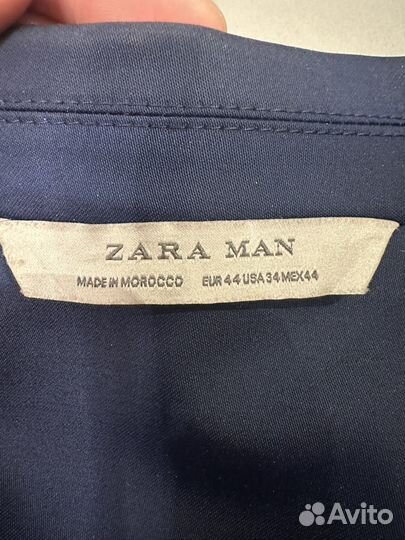 ZARA MAN
MADE IN MOROCCO EUR 44 USA 34 MEX 44
Avito